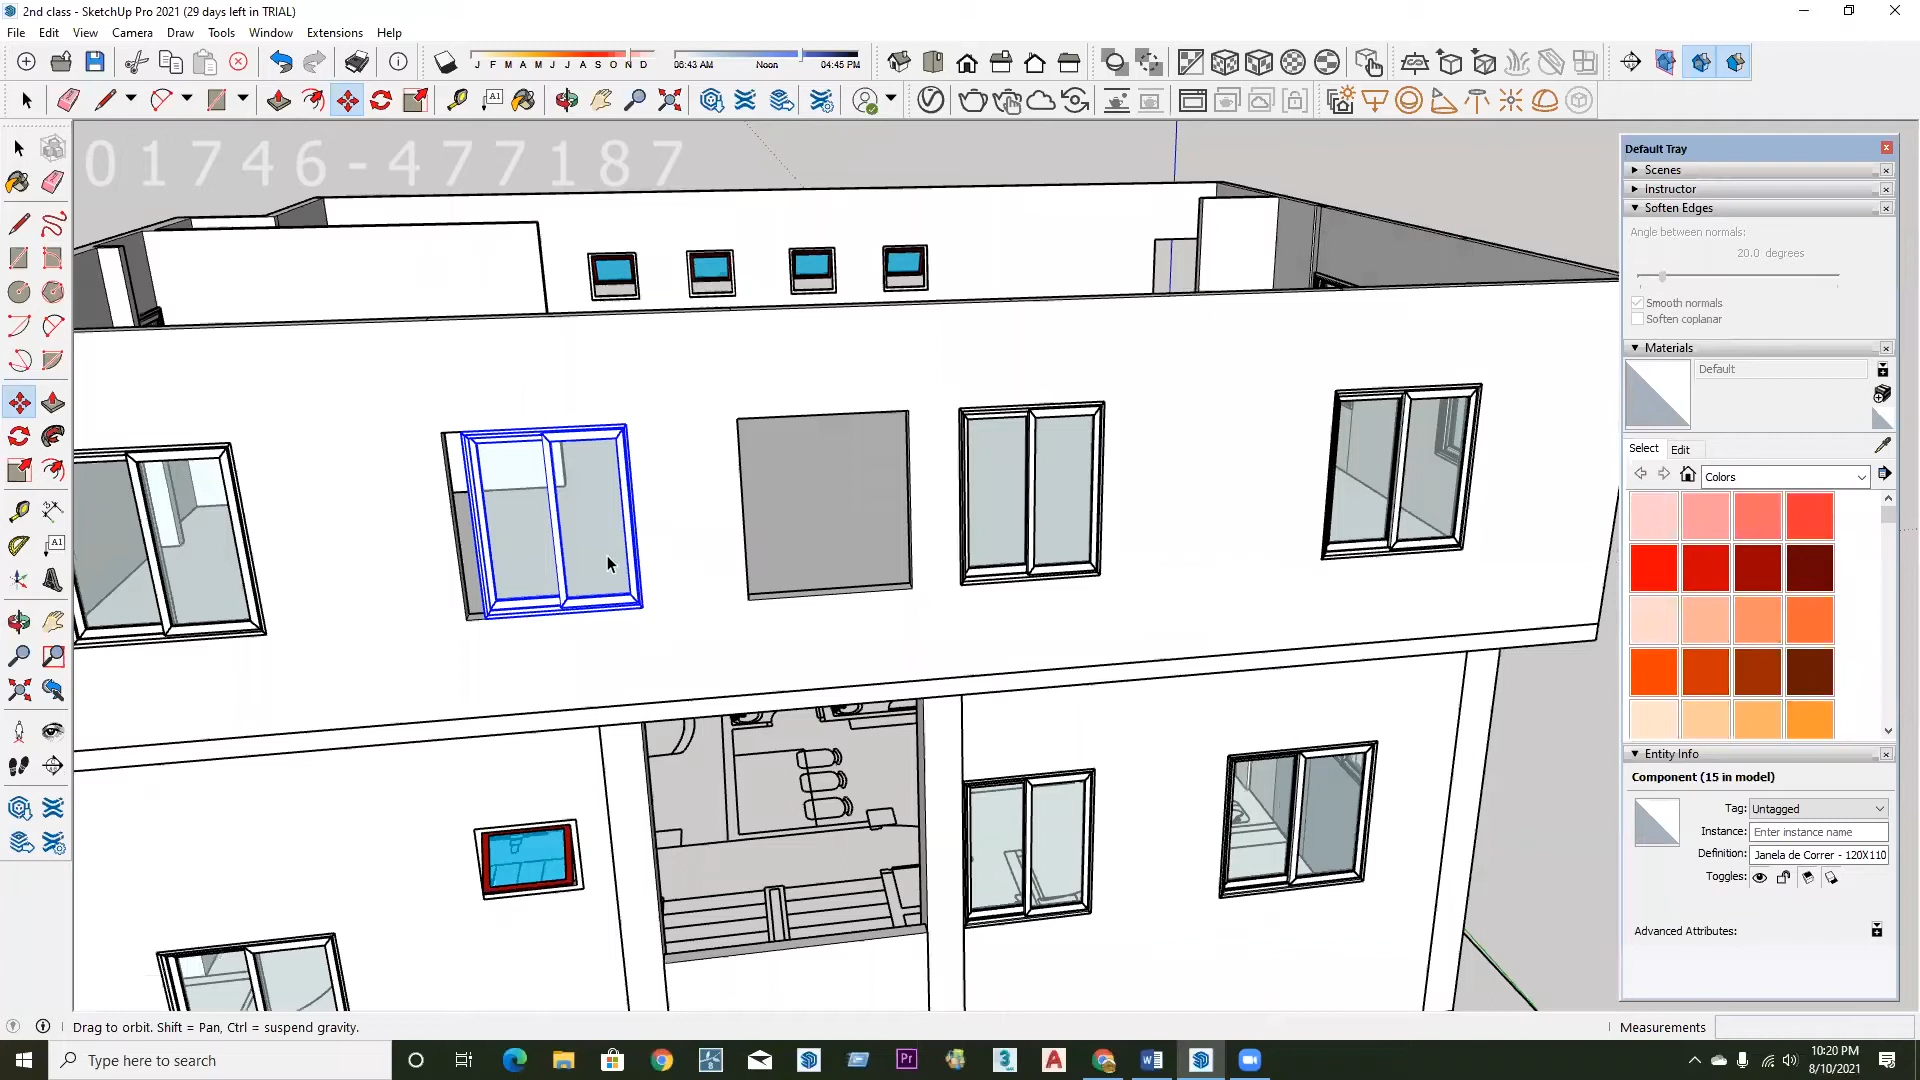 2nd class - SketchUp Pro 2021 (29 days left in TRIAL)
File Edit View Camera Draw Tools Window Extensions Help
J F M A M J J A S O N D 06:43 AM Noon 04:45 PM
A1
01746-477187
Default Tray
Scenes
Instructor
Soften Edges
Angle between normals:
20.0 degrees
Smooth normals
Soften coplanar
Materials
Default
Select Edit
Colors
A1
Entity Info
Component (15 in model)
Tag: Untagged
Instance: Enter instance name
Definition: Janela de Correr - 120X110
Toggles:
Advanced Attributes:
Drag to orbit. Shift = Pan, Ctrl = suspend gravity.
Measurements
Type here to search
Pr
3
A
W
10:20 PM
8/10/2021